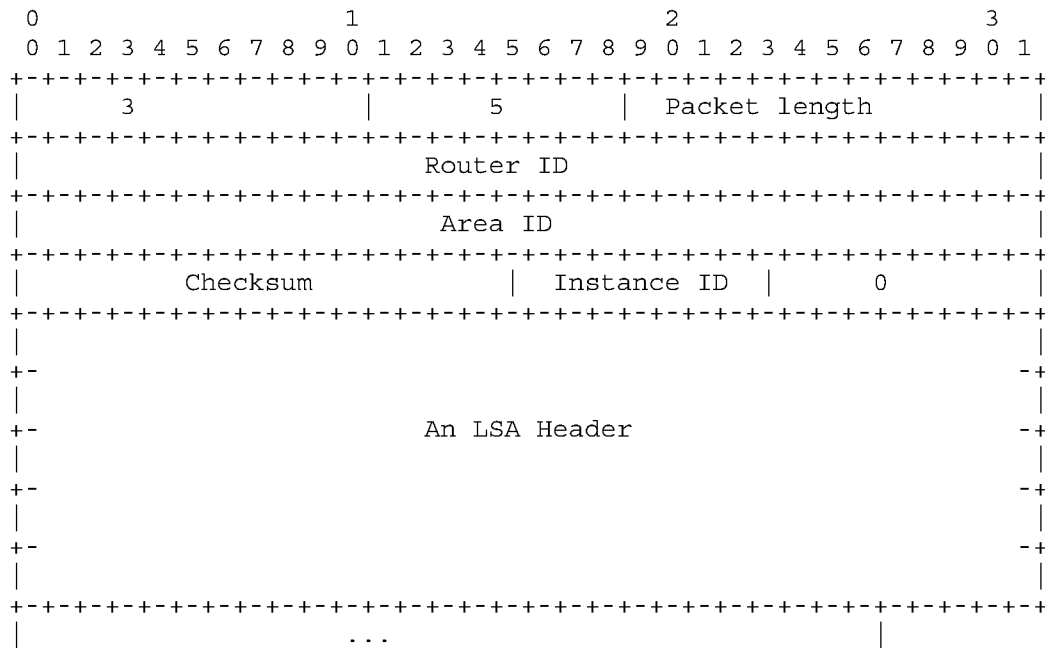 0                   1                   2                   3
 0 1 2 3 4 5 6 7 8 9 0 1 2 3 4 5 6 7 8 9 0 1 2 3 4 5 6 7 8 9 0 1
+-+-+-+-+-+-+-+-+-+-+-+-+-+-+-+-+-+-+-+-+-+-+-+-+-+-+-+-+-+-+-+-+
|      3              |       5       |  Packet length          |
+-+-+-+-+-+-+-+-+-+-+-+-+-+-+-+-+-+-+-+-+-+-+-+-+-+-+-+-+-+-+-+-+
|                         Router ID                             |
+-+-+-+-+-+-+-+-+-+-+-+-+-+-+-+-+-+-+-+-+-+-+-+-+-+-+-+-+-+-+-+-+
|                          Area ID                              |
+-+-+-+-+-+-+-+-+-+-+-+-+-+-+-+-+-+-+-+-+-+-+-+-+-+-+-+-+-+-+-+-+
|          Checksum            |  Instance ID  |      0         |
+-+-+-+-+-+-+-+-+-+-+-+-+-+-+-+-+-+-+-+-+-+-+-+-+-+-+-+-+-+-+-+-+
|                                                               |
+-                                                             -+
|                                                               |
+-                        An LSA Header                        -+
|                                                               |
+-                                                             -+
|                                                               |
+-                                                             -+
|                                                               |
+-+-+-+-+-+-+-+-+-+-+-+-+-+-+-+-+-+-+-+-+-+-+-+-+-+-+-+-+-+-+-+-+
|                    ...                              |